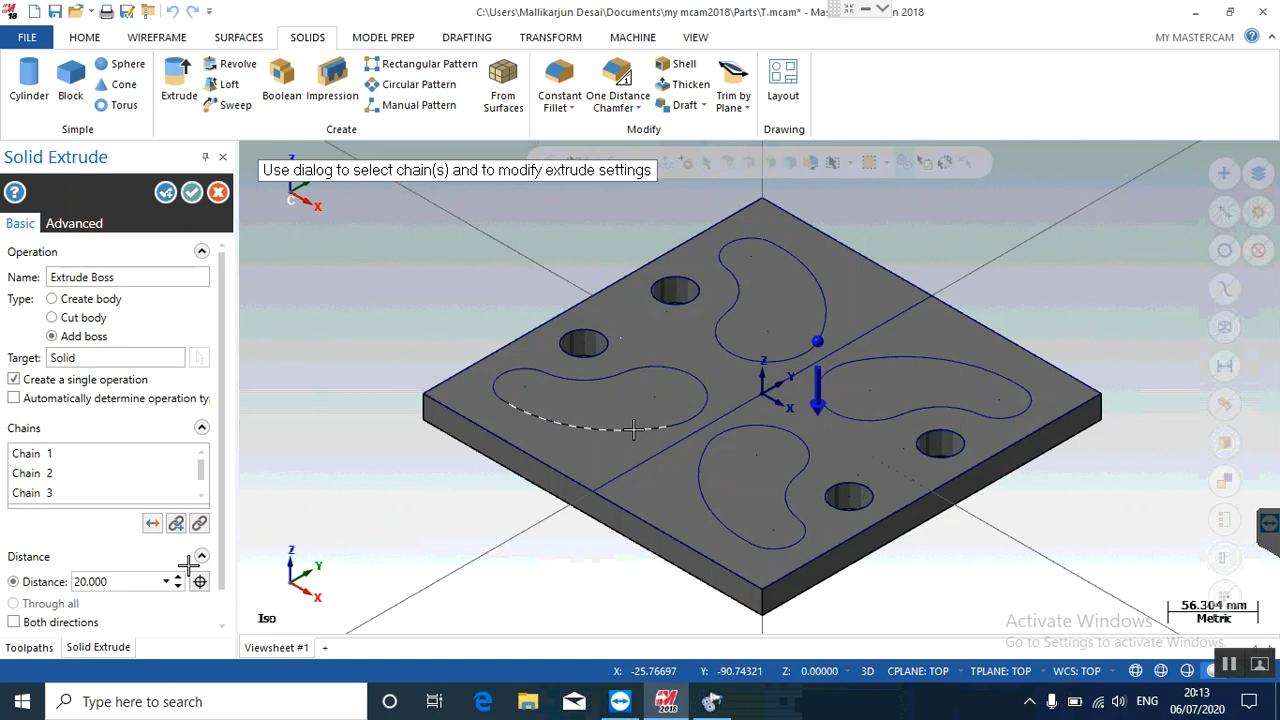 18
C:\Users\Mallikarjun Desai\Documents\my mcam2018\Parts\T.mcam* - Mas
2018
FILE HOME WIREFRAME SURFACES SOLIDS MODEL PREP DRAFTING TRANSFORM MACHINE VIEW MY MASTERCAM
Cylinder Block Sphere Cone Torus
Extrude Revolve Loft Sweep Boolean Impression Rectangular Pattern Circular Pattern Manual Pattern From Surfaces
Constant Fillet One Distance Chamfer Shell Thicken Draft Trim by Plane Layout
Simple Create Modify Drawing
Solid Extrude
Use dialog to select chain(s) and to modify extrude settings
Z
C
X
Basic Advanced
Operation
Name: Extrude Boss
Type: Create body
Cut body
Add boss
Target: Solid
Create a single operation
Automatically determine operation ty
Z
Y
X
Chains
Chain 1
Chain 2
Chain 3
Distance
Distance: 20.000
Through all
Both directions
Z
Y
X
Iso
56.304 mm
Metric
Activate Windows
Go to Settings to activate Windows.
Toolpaths Solid Extrude Viewsheet #1 +
X: -25.76697 Y: -90.74321 Z: 0.00000 3D CPLANE: TOP TPLANE: TOP WCS: TOP
Type here to search
2018
ENG
20:13
06/07/2020